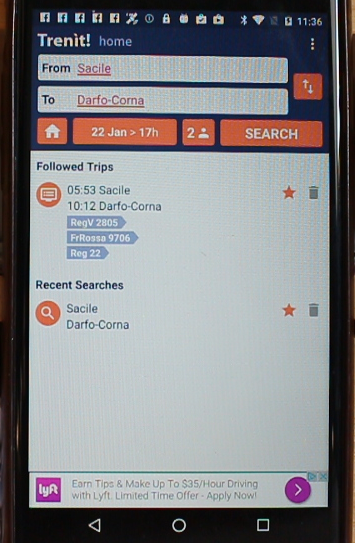 11:36
Trenìt! home
From Sacile
To Darfo-Corna
22 Jan > 17h
2
SEARCH
Followed Trips
05:53 Sacile
10:12 Darfo-Corna
RegV 2805
FrRossa 9706
Reg 22
Recent Searches
Sacile
Darfo-Corna
lyft
Earn Tips & Make Up To $35/Hour Driving
with Lyft. Limited Time Offer - Apply Now!